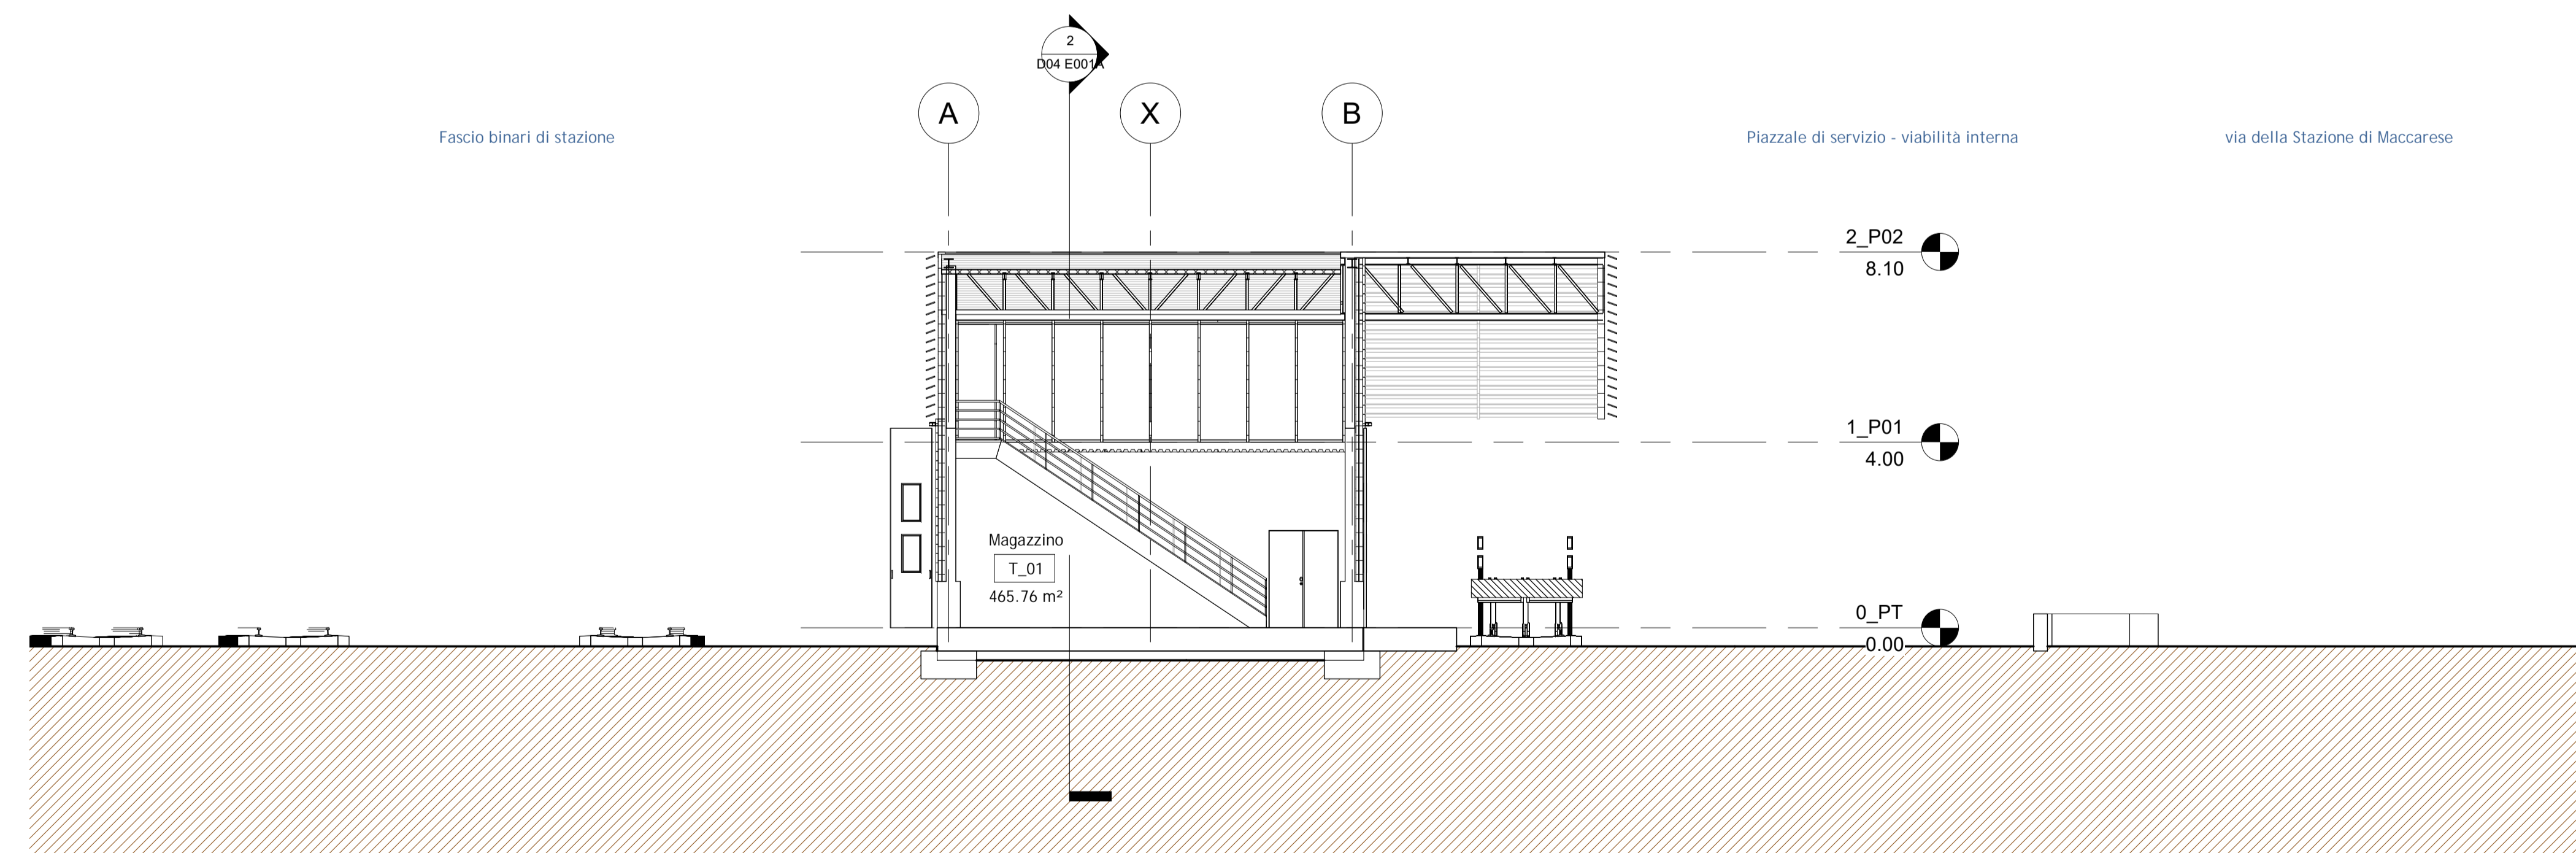 2
D04 E001A
A
X
B
Fascio binari di stazione
Piazzale di servizio - viabilità interna
via della Stazione di Maccarese
2_P02
8.10
1_P01
4.00
Magazzino
T_01
465.76 m²
0_PT
0.00